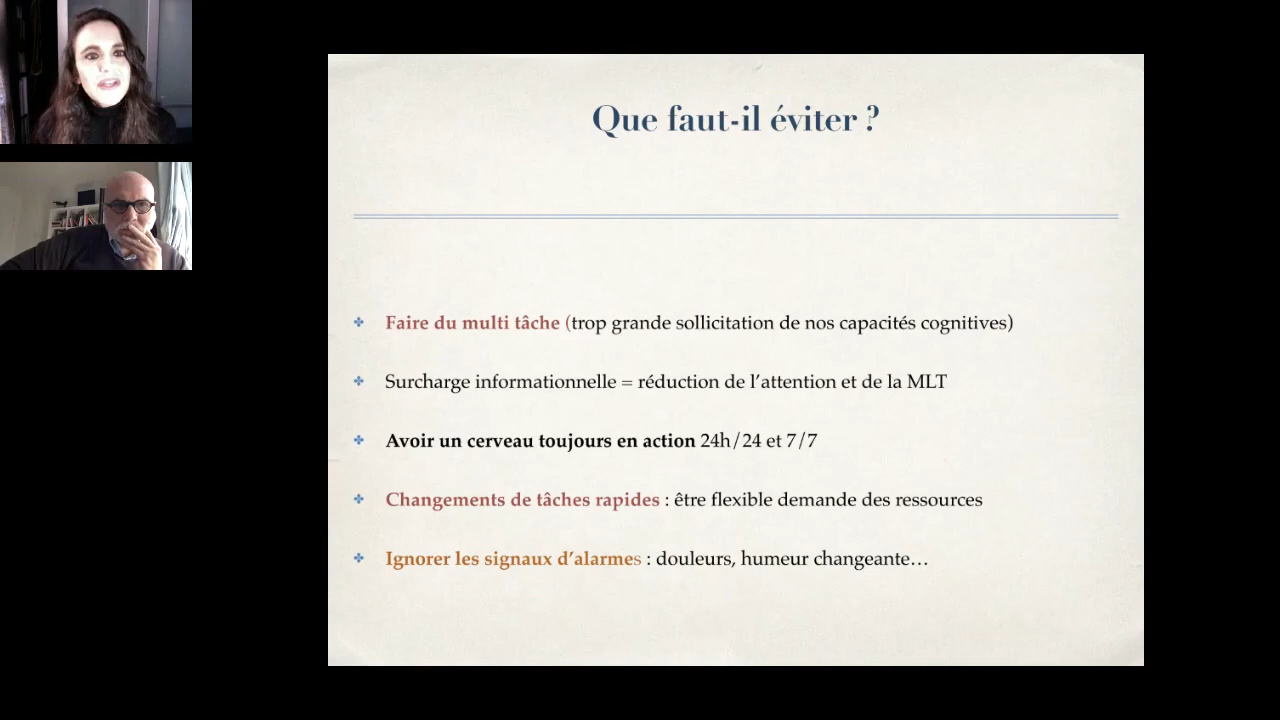 Que faut-il éviter ?
Faire du multi tâche (trop grande sollicitation de nos capacités cognitives)
Surcharge informationnelle = réduction de l’attention et de la MLT
Avoir un cerveau toujours en action 24h/24 et 7/7
Changements de tâches rapides : être flexible demande des ressources
Ignorer les signaux d’alarmes : douleurs, humeur changeante…